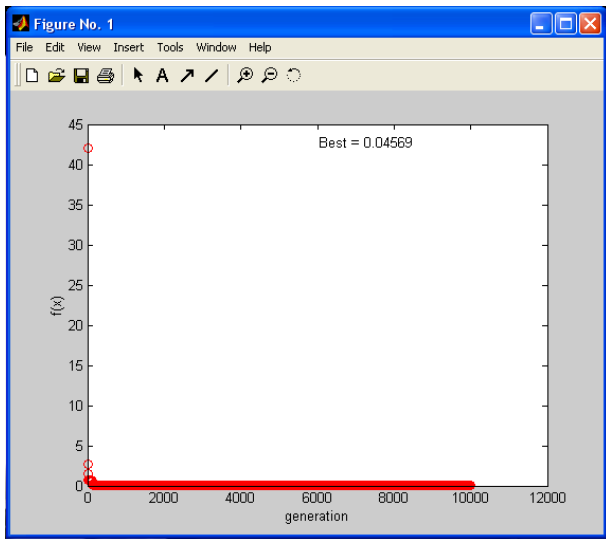 Figure No. 1
File Edit View Insert Tools Window Help
A
Best = 0.04569
45
40
35
30
25
20
15
10
5
0
f(x)
0 2000 4000 6000 8000 10000 12000
generation